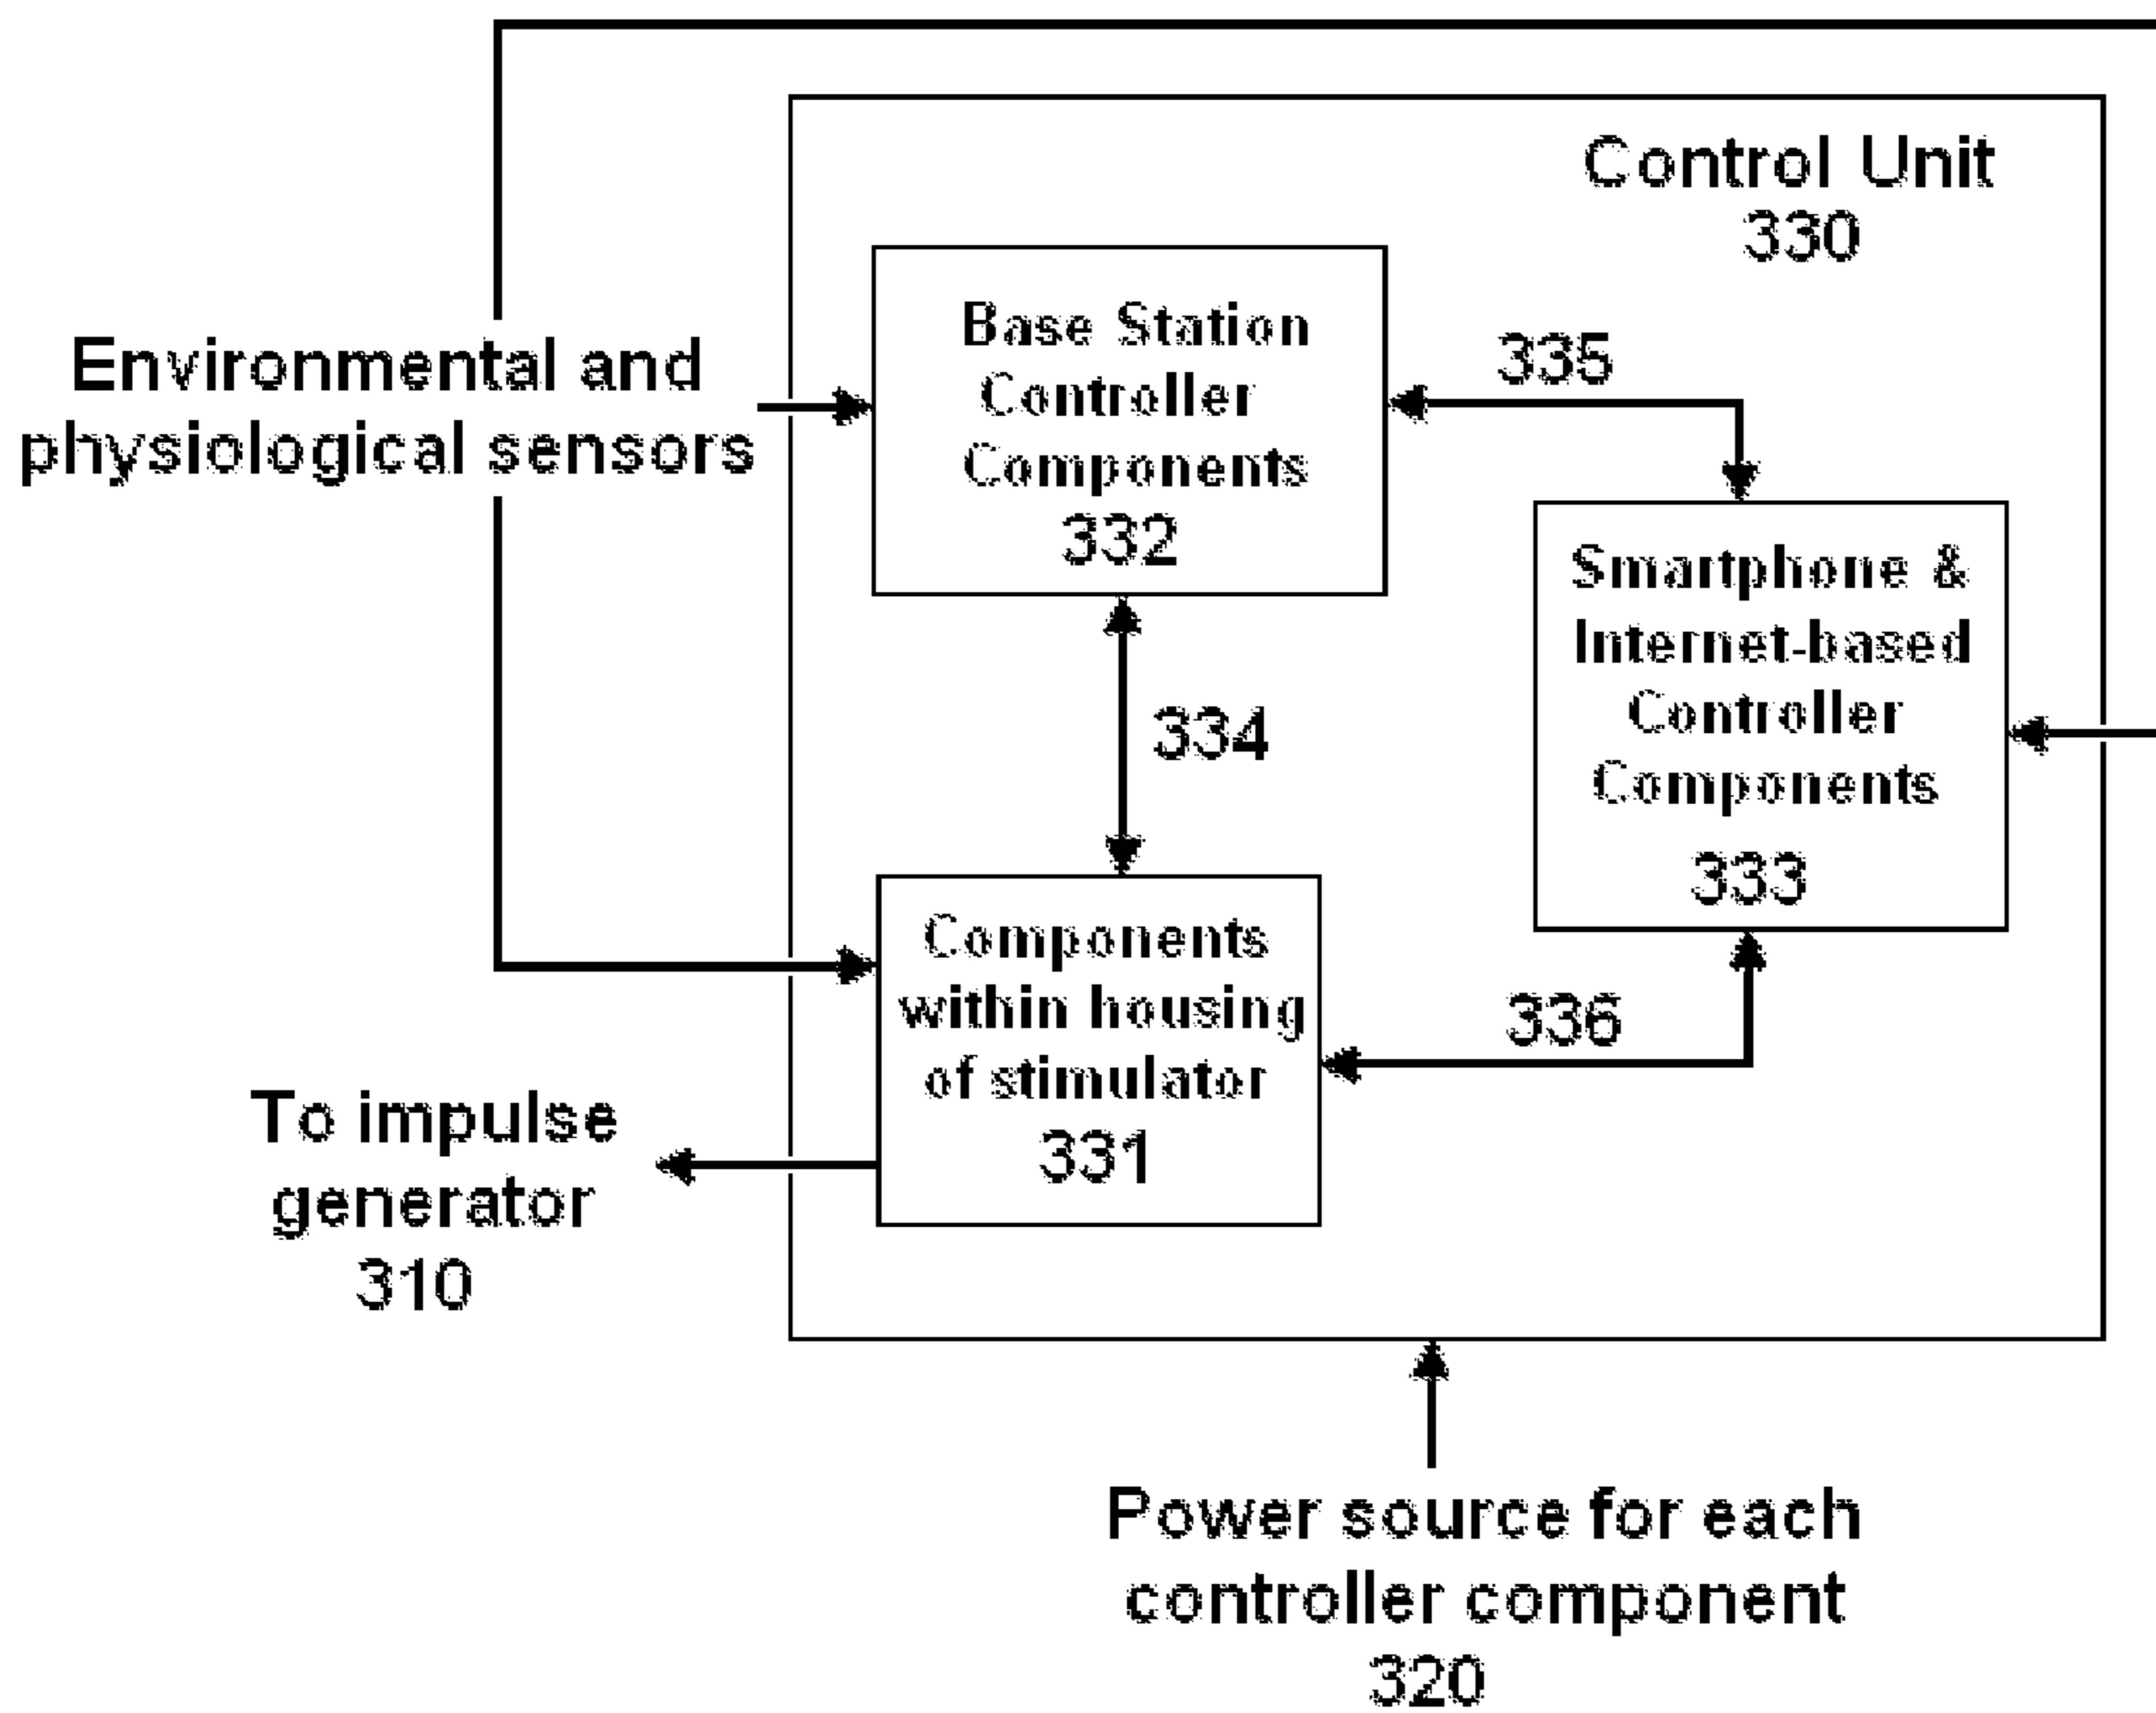 Control Unit
330
Base Station
Controller
Components
332
335
Environmental and
physiological sensors
Smartphone &
Internet-based
Controller
Components
333
334
Components
within housing
of stimulator
331
336
To impulse
generator
310
Power source for each
controller component
320